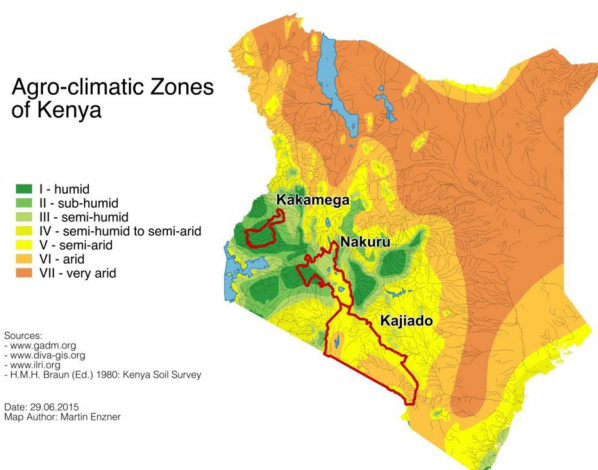 Agro-climatic Zones
of Kenya
I - humid
II - sub-humid
III - semi-humid
IV - semi-humid to semi-arid
V - semi-arid
VI - arid
VII - very arid
Kakamega
Nakuru
Kajiado
Sources:
- www.gadm.org
- www.diva-gis.org
- www.ilri.org
- H.M.H. Braun (Ed.) 1980: Kenya Soil Survey
Date: 29.06.2015
Map Author: Martin Enzner